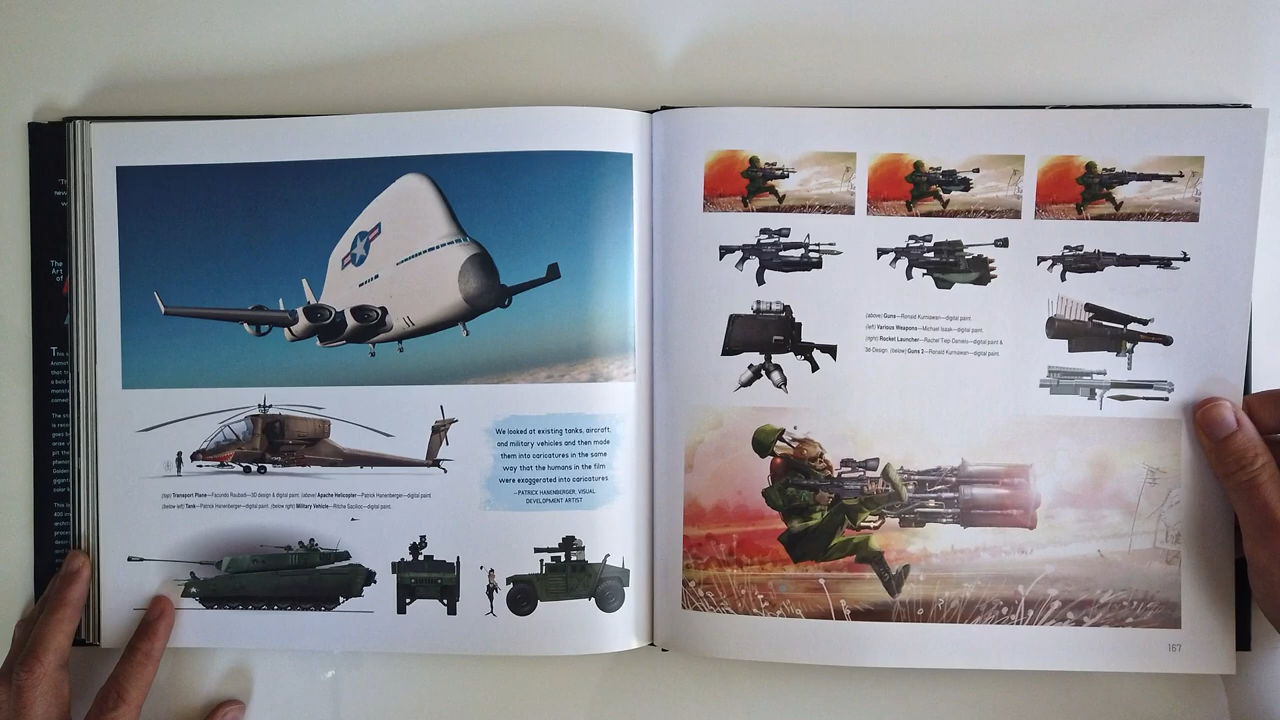 We looked at existing tanks, aircraft,
and military vehicles and then made
them into caricatures in the same
way that the humans in the film
were exaggerated into caricatures.
—PATRICK HANENBERGER, VISUAL
DEVELOPMENT ARTIST
(top) Transport Plane—Facundo Rabaudi—3D design & digital paint. (above) Apache Helicopter—Patrick Hanenberger—digital paint.
(below left) Tank—Patrick Hanenberger—digital paint. (below right) Military Vehicle—Ritche Sacilioc—digital paint.
(above) Guns—Ronald Kurniawan—digital paint.
(left) Various Weapons—Michael Isaak—digital paint.
(right) Rocket Launcher—Rachel Tiep-Daniels—digital paint &
3d-Design. (below) Guns 2—Ronald Kurniawan—digital paint.
167
The
Art
of